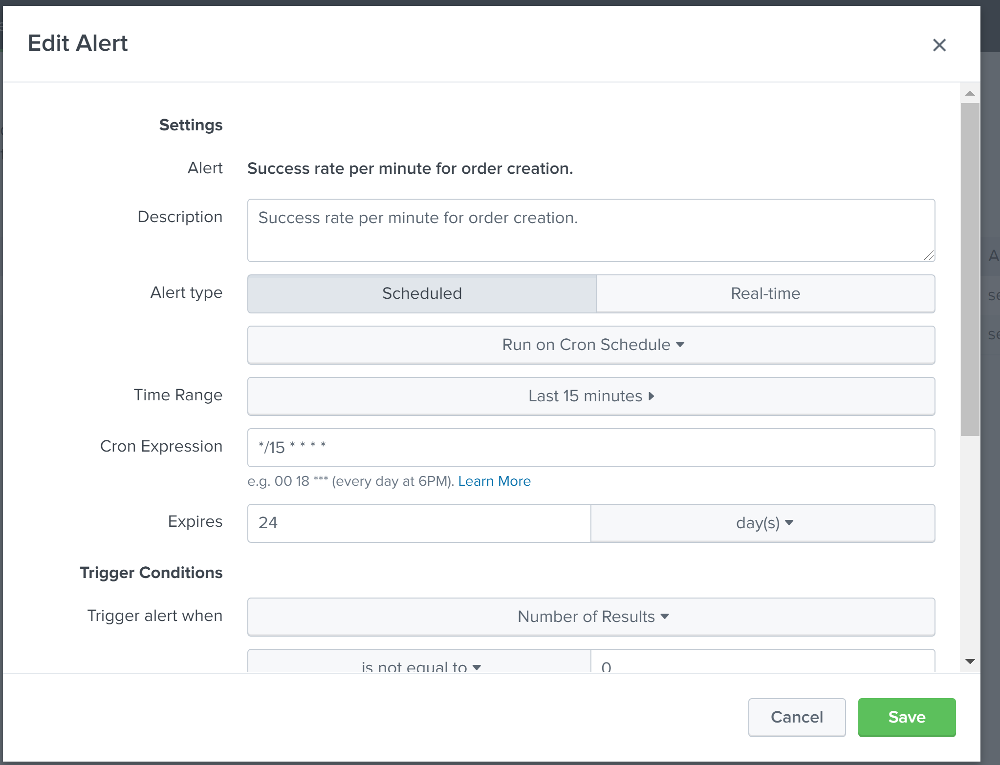 Edit Alert
Settings
Alert Success rate per minute for order creation.
Description Success rate per minute for order creation.
Alert type Scheduled Real-time
Run on Cron Schedule
Time Range Last 15 minutes
Cron Expression */15 * * * *
e.g. 00 18 *** (every day at 6PM). Learn More
Expires 24 day(s)
Trigger Conditions
Trigger alert when Number of Results
is not equal to 0
Cancel Save